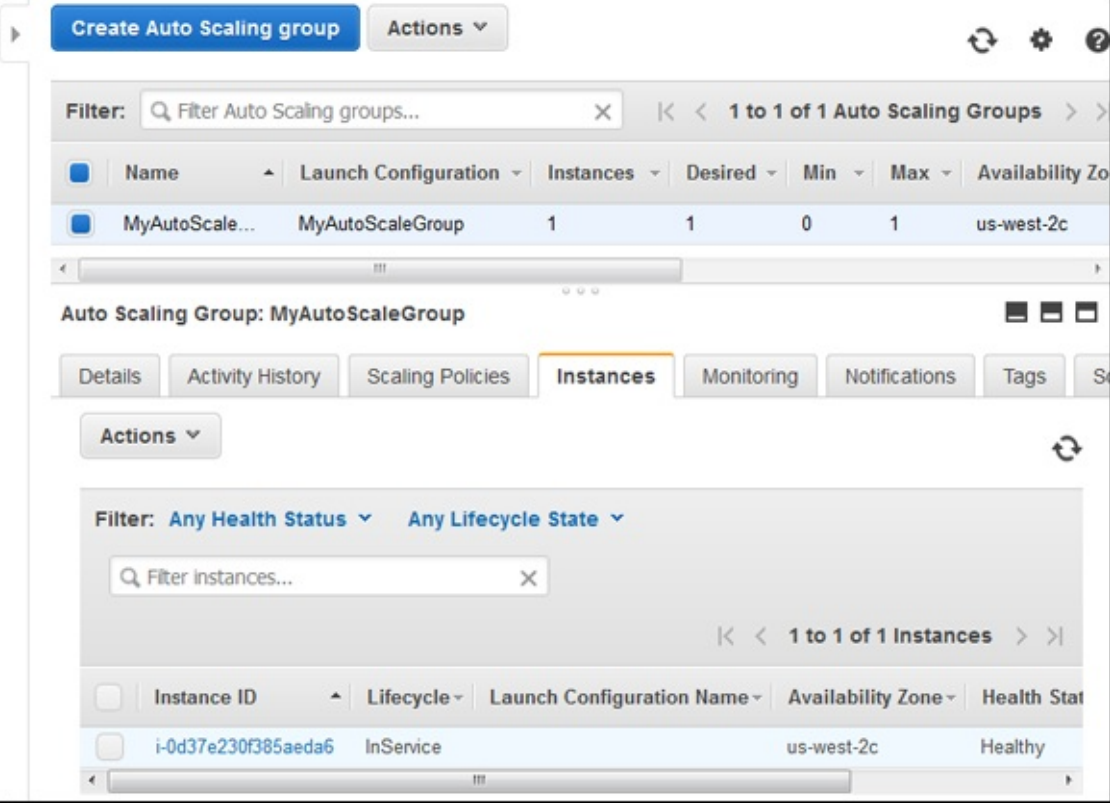 Create Auto Scaling group Actions
Filter: Filter Auto Scaling groups... 1 to 1 of 1 Auto Scaling Groups
Name Launch Configuration Instances Desired Min Max Availability Zo
MyAutoScale... MyAutoScaleGroup 1 1 0 1 us-west-2c
Auto Scaling Group: MyAutoScaleGroup
Details Activity History Scaling Policies Instances Monitoring Notifications Tags Sc
Actions
Filter: Any Health Status Any Lifecycle State
Filter instances...
1 to 1 of 1 Instances
Instance ID Lifecycle Launch Configuration Name Availability Zone Health Stat
i-0d37e230f385aeda6 InService us-west-2c Healthy